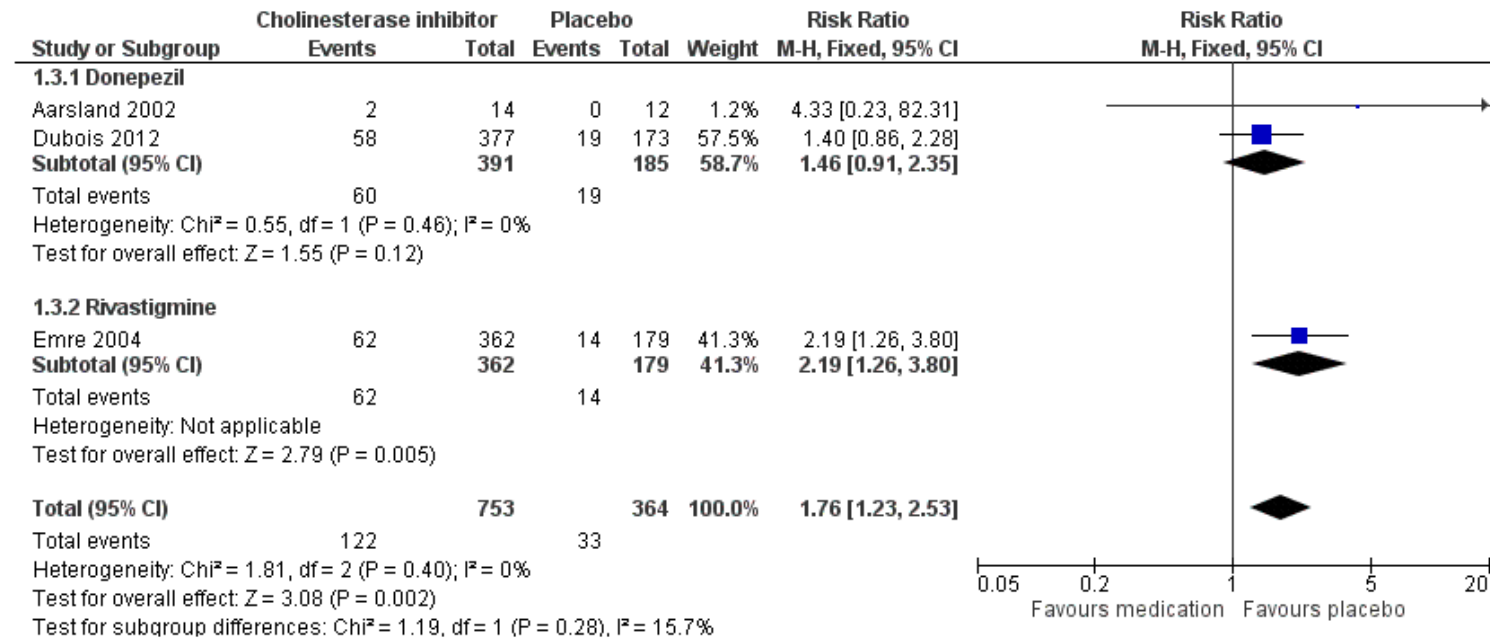 Cholinesterase inhibitor Placebo Risk Ratio Risk Ratio
Study or Subgroup Events Total Events Total Weight M-H, Fixed, 95% CI M-H, Fixed, 95% CI
1.3.1 Donepezil
Aarsland 2002 2 14 0 12 1.2% 4.33 [0.23, 82.31]
Dubois 2012 58 377 19 173 57.5% 1.40 [0.86, 2.28]
Subtotal (95% CI) 391 185 58.7% 1.46 [0.91, 2.35]
Total events 60 19
Heterogeneity: Chi² = 0.55, df = 1 (P = 0.46); I² = 0%
Test for overall effect: Z = 1.55 (P = 0.12)
1.3.2 Rivastigmine
Emre 2004 62 362 14 179 41.3% 2.19 [1.26, 3.80]
Subtotal (95% CI) 362 179 41.3% 2.19 [1.26, 3.80]
Total events 62 14
Heterogeneity: Not applicable
Test for overall effect: Z = 2.79 (P = 0.005)
Total (95% CI) 753 364 100.0% 1.76 [1.23, 2.53]
Total events 122 33
Heterogeneity: Chi² = 1.81, df = 2 (P = 0.40); I² = 0%
Test for overall effect: Z = 3.08 (P = 0.002)
Test for subgroup differences: Chi² = 1.19, df = 1 (P = 0.28), I² = 15.7%
0.05 0.2 1 5 20
Favours medication Favours placebo